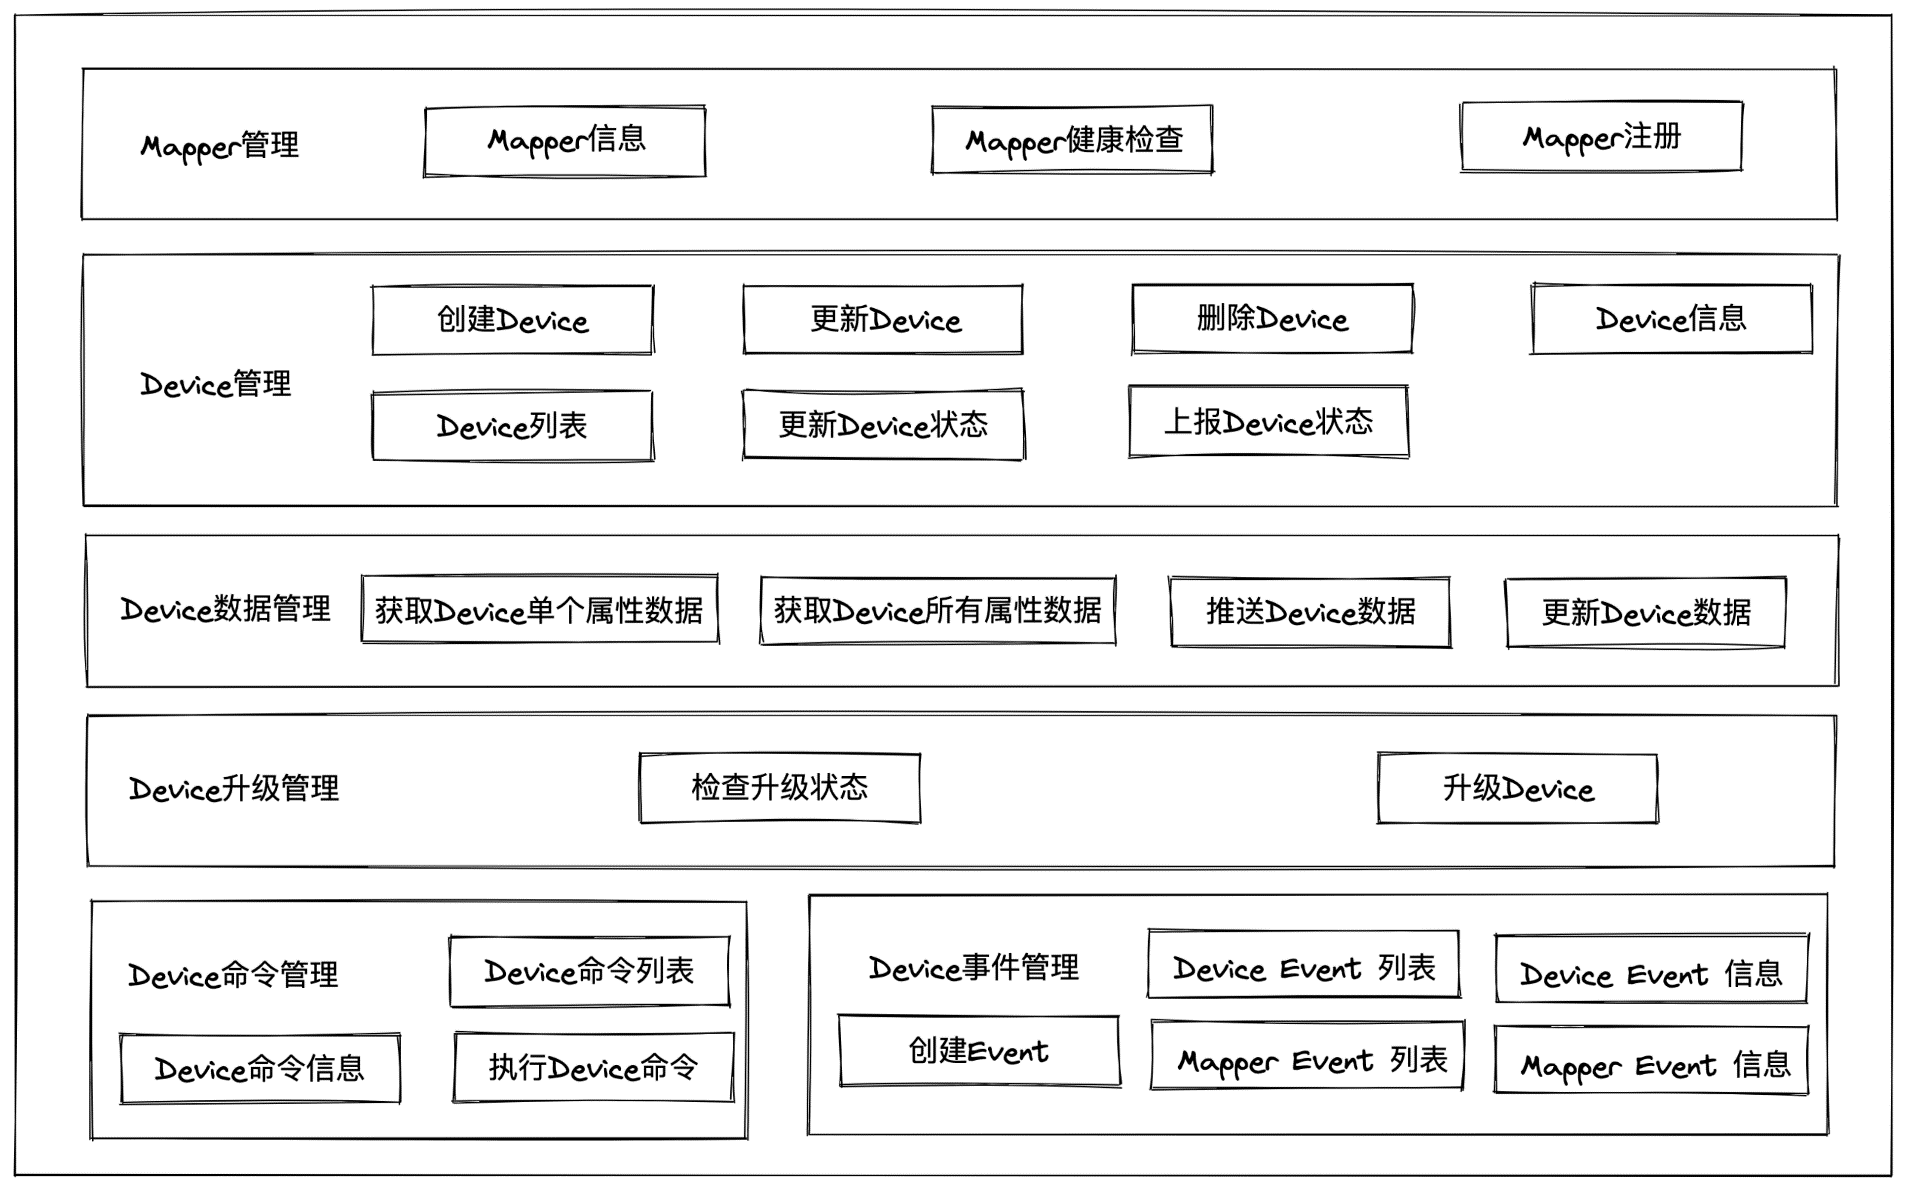 Mapper管理
Mapper信息
Mapper健康检查
Mapper注册
Device管理
创建Device
更新Device
删除Device
Device信息
Device列表
更新Device状态
上报Device状态
Device数据管理
获取Device单个属性数据
获取Device所有属性数据
推送Device数据
更新Device数据
Device升级管理
检查升级状态
升级Device
Device命令管理
Device命令列表
Device命令信息
执行Device命令
Device事件管理
Device Event 列表
Device Event 信息
创建Event
Mapper Event 列表
Mapper Event 信息